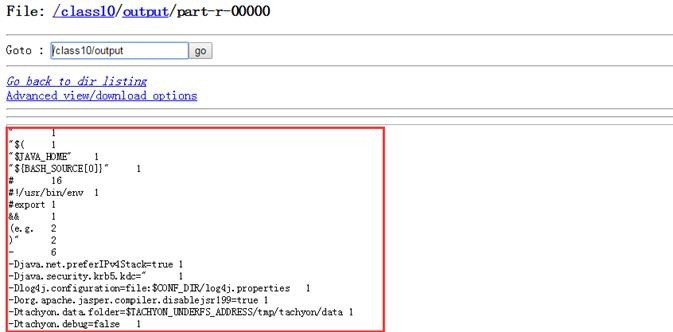 File: /class10/output/part-r-00000
Goto : /class10/output go
Go back to dir listing
Advanced view/download options
" 1
"$( 1
"$JAVA_HOME" 1
"${BASH_SOURCE[0]}" 1
# 16
#!/usr/bin/env 1
#export 1
&& 1
(e.g. 2
)" 2
- 6
-Djava.net.preferIPv4Stack=true 1
-Djava.security.krb5.kdc=" 1
-Dlog4j.configuration=file:$CONF_DIR/log4j.properties 1
-Dorg.apache.jasper.compiler.disablejsr199=true 1
-Dtachyon.data.folder=$TACHYON_UNDERFS_ADDRESS/tmp/tachyon/data 1
-Dtachyon.debug=false 1